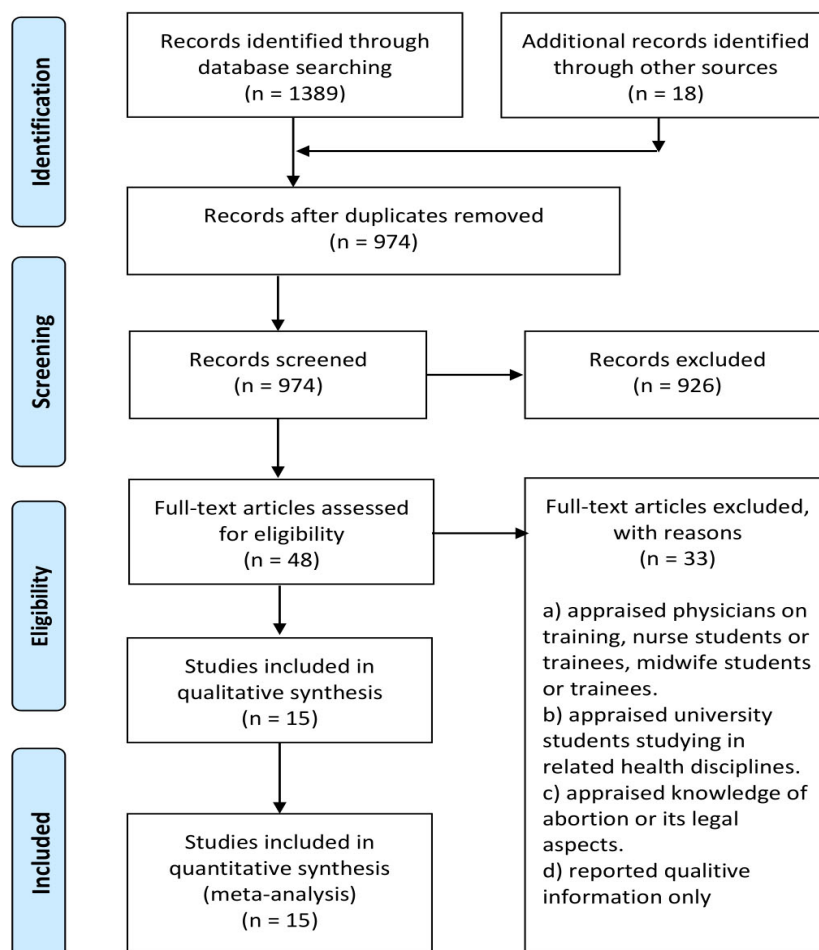 Identification
Records identified through
database searching
(n = 1389)
Additional records identified
through other sources
(n = 18)
Records after duplicates removed
(n = 974)
Screening
Records screened
(n = 974)
Records excluded
(n = 926)
Eligibility
Full-text articles assessed
for eligibility
(n = 48)
Full-text articles excluded,
with reasons
(n = 33)
a) appraised physicians on
training, nurse students or
trainees, midwife students
or trainees.
b) appraised university
students studying in
related health disciplines.
c) appraised knowledge of
abortion or its legal
aspects.
d) reported qualitive
information only
Studies included in
qualitative synthesis
(n = 15)
Included
Studies included in
quantitative synthesis
(meta-analysis)
(n = 15)